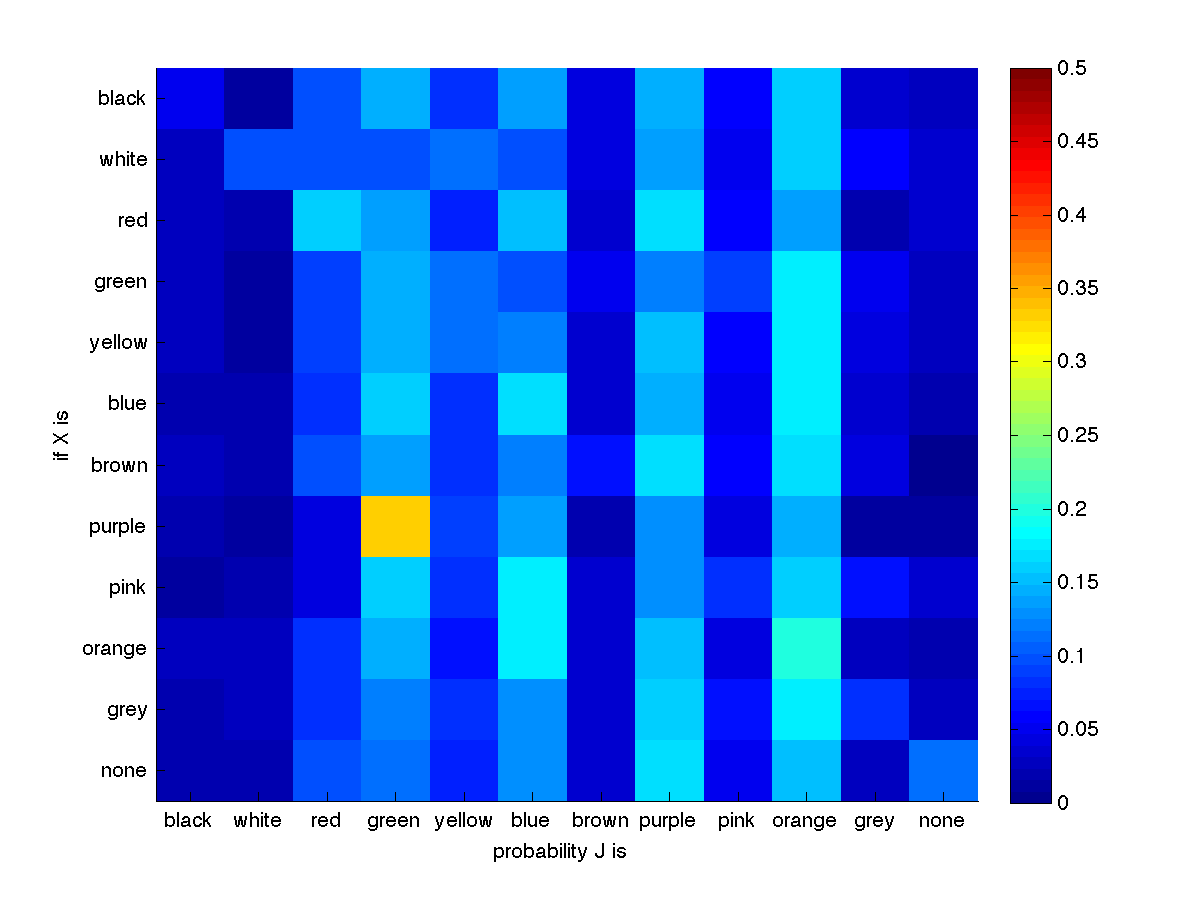 black
white
red
green
yellow
blue
brown
purple
pink
orange
grey
none
if X is
black white red green yellow blue brown purple pink orange grey none
probability J is
0.5
0.45
0.4
0.35
0.3
0.25
0.2
0.15
0.1
0.05
0